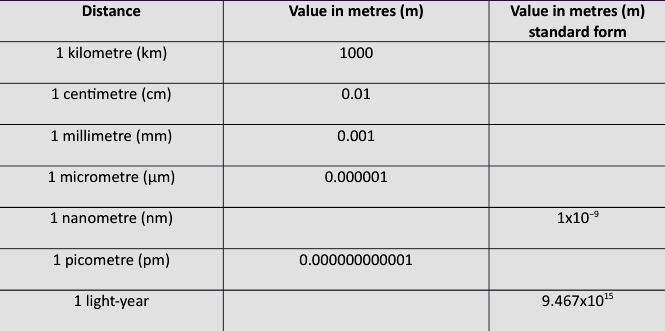 Distance Value in metres (m) Value in metres (m)
standard form
1 kilometre (km) 1000
1 centimetre (cm) 0.01
1 millimetre (mm) 0.001
1 micrometre (µm) 0.000001
1 nanometre (nm) 1x10⁻⁹
1 picometre (pm) 0.000000000001
1 light-year 9.467x10¹⁵